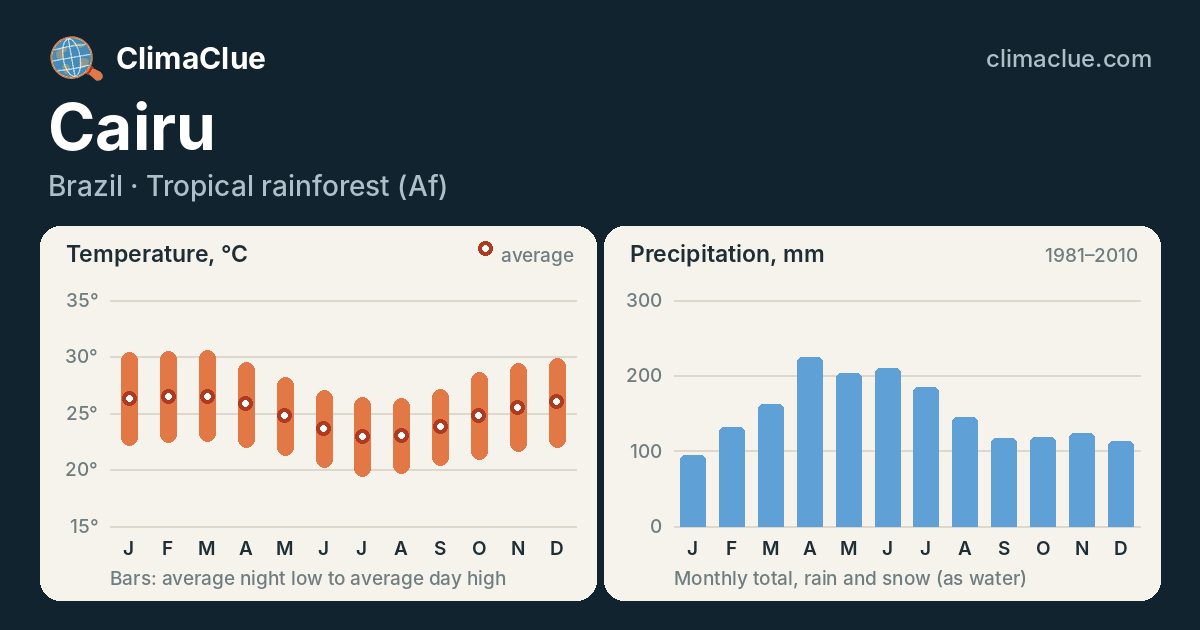 ClimaClue
climaclue.com
Cairu
Brazil · Tropical rainforest (Af)
Temperature, °C
average
35°
30°
25°
20°
15°
J F M A M J J A S O N D
Bars: average night low to average day high
Precipitation, mm
1981–2010
300
200
100
0
J F M A M J J A S O N D
Monthly total, rain and snow (as water)